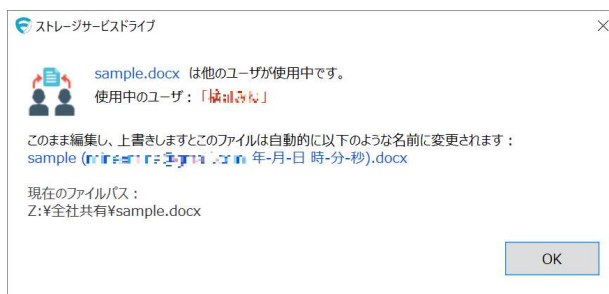 ストレージサービスドライブ
sample.docx は他のユーザが使用中です。
使用中のユーザ：「」
このまま編集し、上書きしますとこのファイルは自動的に以下のような名前に変更されます：
sample ( 年-月-日 時-分-秒).docx
現在のファイルパス：
Z:¥全社共有¥sample.docx
OK